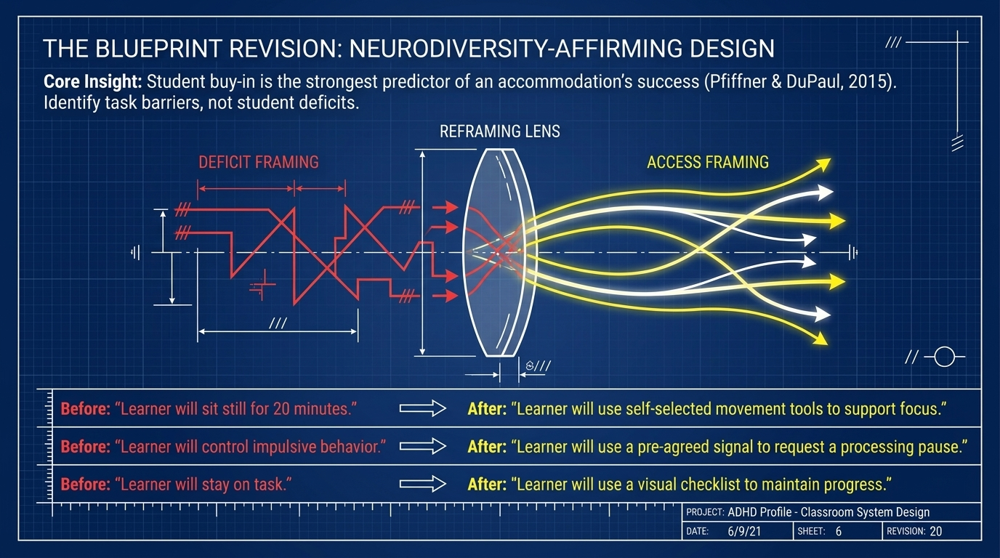 THE BLUEPRINT REVISION: NEURODIVERSITY-AFFIRMING DESIGN
Core Insight: Student buy-in is the strongest predictor of an accommodation’s success (Pfiffner & DuPaul, 2015).
Identify task barriers, not student deficits.
REFRAMING LENS
DEFICIT FRAMING
ACCESS FRAMING
Before: “Learner will sit still for 20 minutes.”
After: “Learner will use self-selected movement tools to support focus.”
Before: “Learner will control impulsive behavior.”
After: “Learner will use a pre-agreed signal to request a processing pause.”
Before: “Learner will stay on task.”
After: “Learner will use a visual checklist to maintain progress.”
PROJECT: ADHD Profile - Classroom System Design
DATE: 6/9/21
SHEET: 6
REVISION: 20